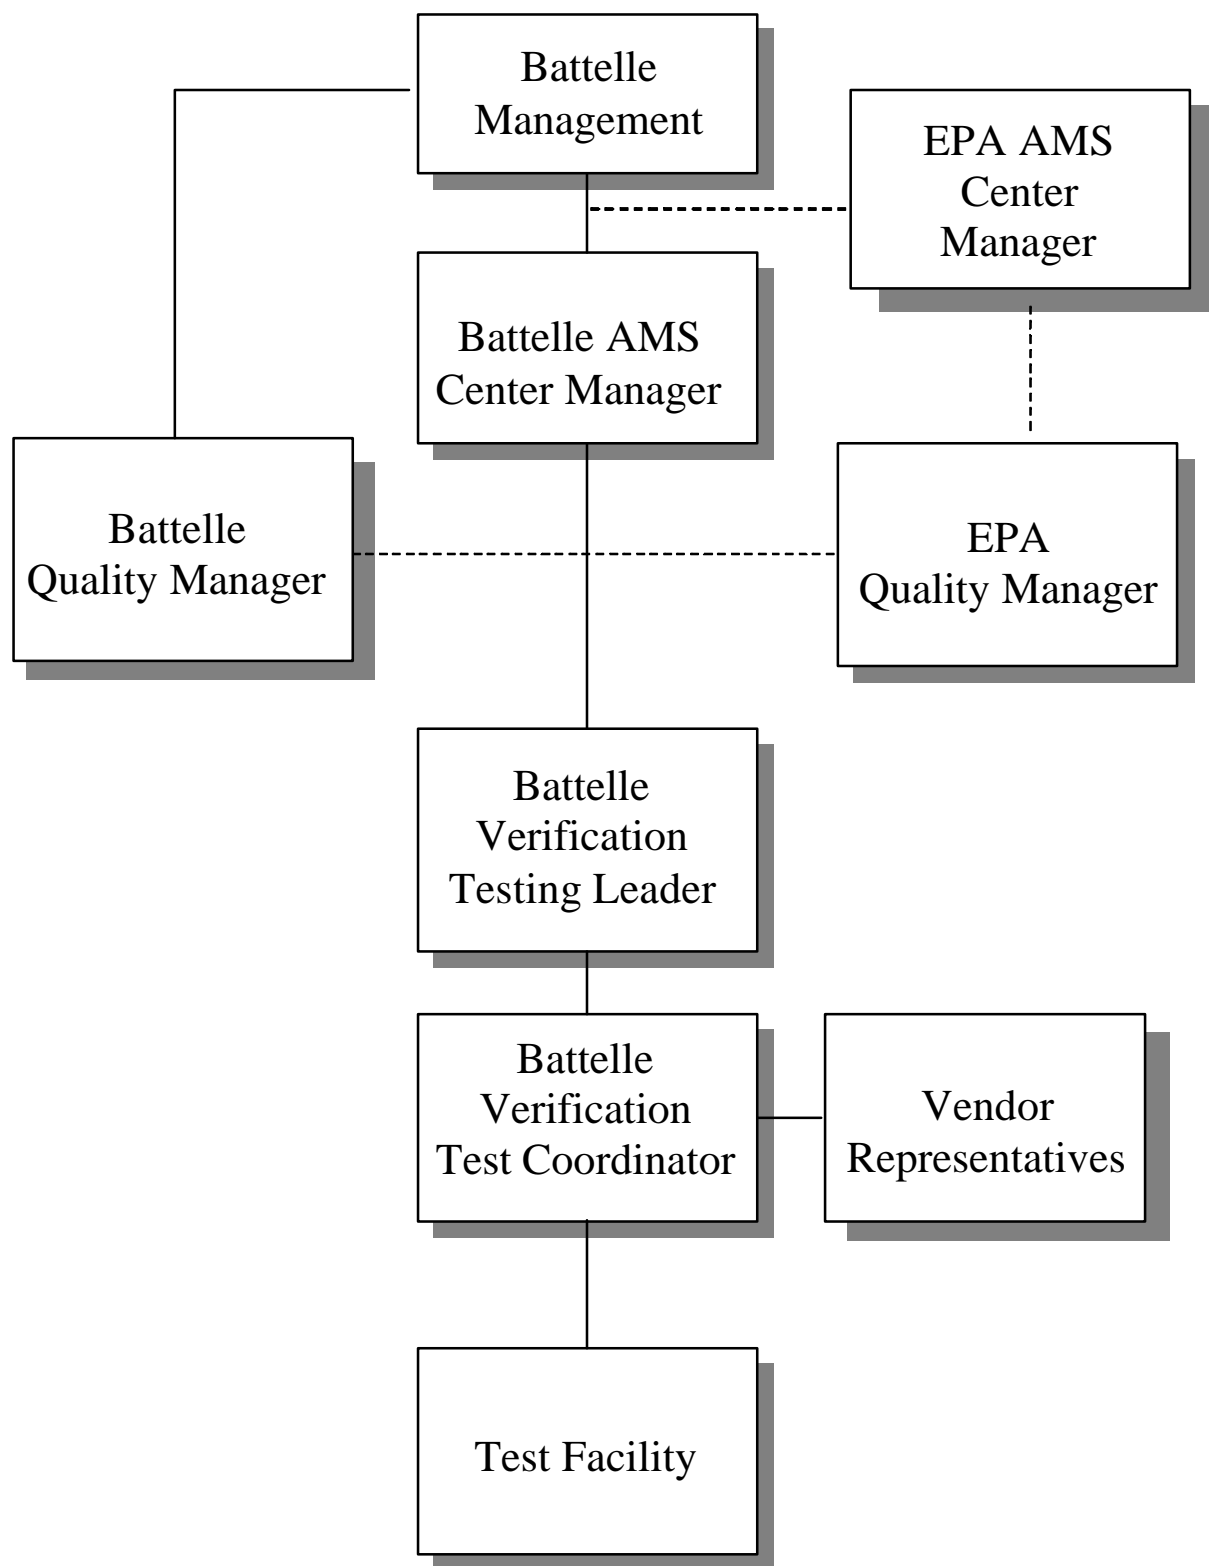 Battelle
Management
EPA AMS
Center
Manager
Battelle AMS
Center Manager
Battelle
Quality Manager
EPA
Quality Manager
Battelle
Verification
Testing Leader
Battelle
Verification
Test Coordinator
Vendor
Representatives
Test Facility